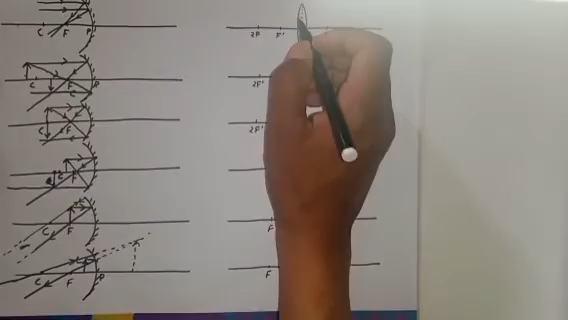 C F P 2F F'
C F P 2F'
C F 2F'
C F
C F F
C F P F